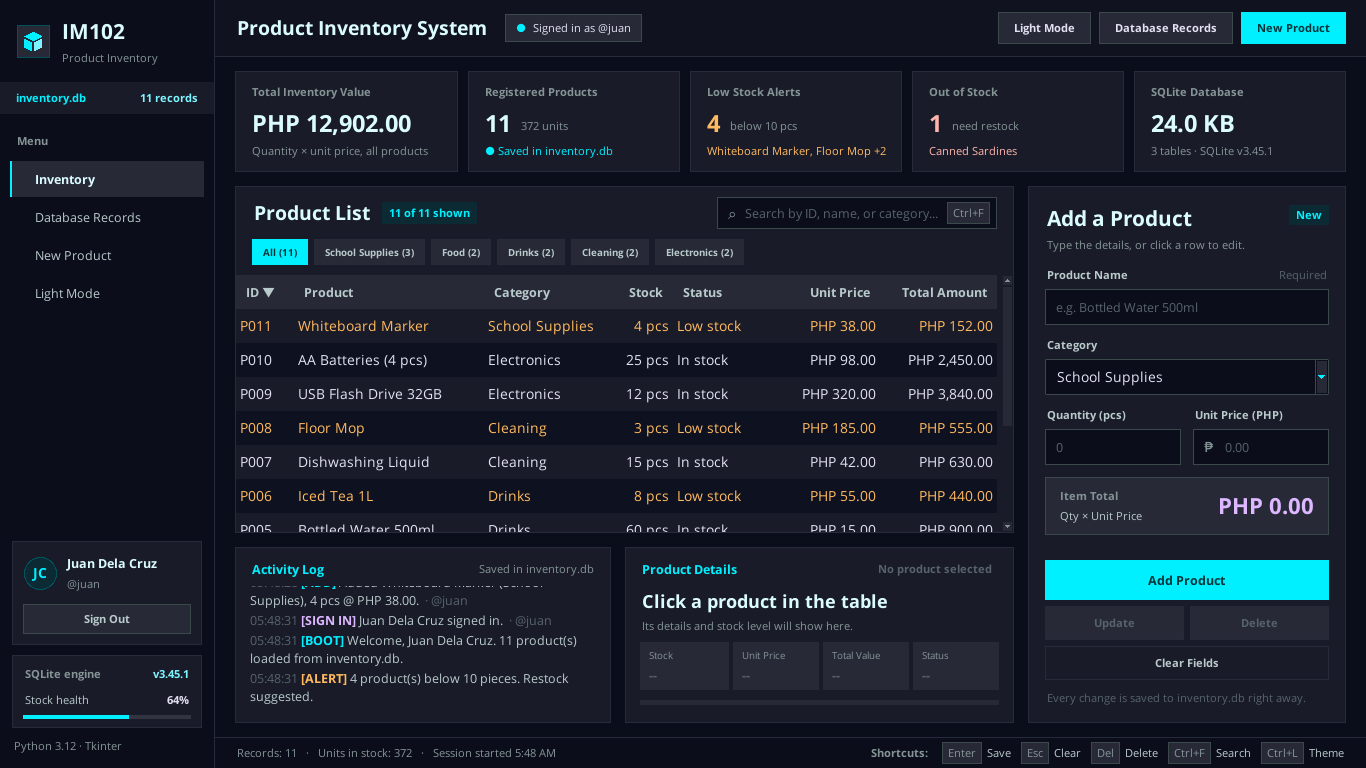 IM102
Product Inventory
inventory.db 11 records
Menu
Inventory
Database Records
New Product
Light Mode
JC Juan Dela Cruz
@juan
Sign Out
SQLite engine v3.45.1
Stock health 64%
Python 3.12 · Tkinter
Product Inventory System
Signed in as @juan
Light Mode
Database Records
New Product
Total Inventory Value
PHP 12,902.00
Quantity × unit price, all products
Registered Products
11 372 units
Saved in inventory.db
Low Stock Alerts
4 below 10 pcs
Whiteboard Marker, Floor Mop +2
Out of Stock
1 need restock
Canned Sardines
SQLite Database
24.0 KB
3 tables · SQLite v3.45.1
Product List 11 of 11 shown
Search by ID, name, or category... Ctrl+F
All (11) School Supplies (3) Food (2) Drinks (2) Cleaning (2) Electronics (2)
ID ▼ Product Category Stock Status Unit Price Total Amount
P011 Whiteboard Marker School Supplies 4 pcs Low stock PHP 38.00 PHP 152.00
P010 AA Batteries (4 pcs) Electronics 25 pcs In stock PHP 98.00 PHP 2,450.00
P009 USB Flash Drive 32GB Electronics 12 pcs In stock PHP 320.00 PHP 3,840.00
P008 Floor Mop Cleaning 3 pcs Low stock PHP 185.00 PHP 555.00
P007 Dishwashing Liquid Cleaning 15 pcs In stock PHP 42.00 PHP 630.00
P006 Iced Tea 1L Drinks 8 pcs Low stock PHP 55.00 PHP 440.00
P005 Bottled Water 500ml Drinks 60 pcs In stock PHP 15.00 PHP 900.00
Activity Log Saved in inventory.db
Added Whiteboard Marker (School
Supplies), 4 pcs @ PHP 38.00. · @juan
05:48:31 [SIGN IN] Juan Dela Cruz signed in. · @juan
05:48:31 [BOOT] Welcome, Juan Dela Cruz. 11 product(s)
loaded from inventory.db.
05:48:31 [ALERT] 4 product(s) below 10 pieces. Restock
suggested.
Product Details No product selected
Click a product in the table
Its details and stock level will show here.
Stock Unit Price Total Value Status
-- -- -- --
Add a Product New
Type the details, or click a row to edit.
Product Name Required
e.g. Bottled Water 500ml
Category
School Supplies
Quantity (pcs) Unit Price (PHP)
0 ₱ 0.00
Item Total
Qty × Unit Price
PHP 0.00
Add Product
Update Delete
Clear Fields
Every change is saved to inventory.db right away.
Records: 11 · Units in stock: 372 · Session started 5:48 AM
Shortcuts: Enter Save Esc Clear Del Delete Ctrl+F Search Ctrl+L Theme